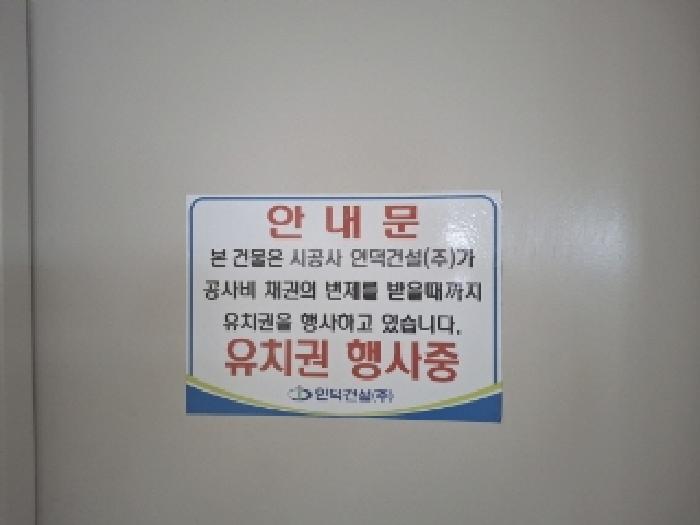 안 내 문
본 건물은 시공사 인덕건설(주)가
공사비 채권의 변제를 받을때까지
유치권을 행사하고 있습니다.
유치권 행사중
인덕건설(주)